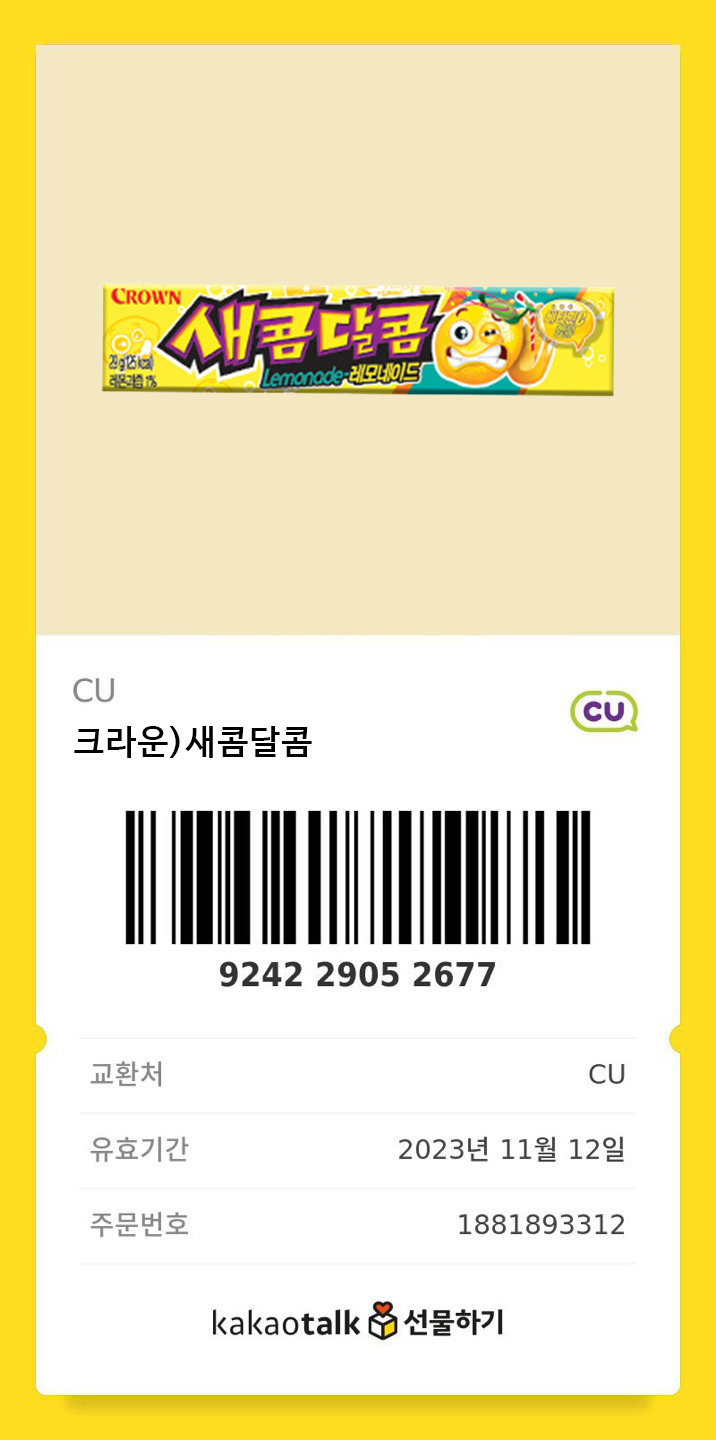 CROWN
새콤달콤
Lemonade-레모네이드
29 g(125 kcal)
레몬과즙 1%
CU
크라운)새콤달콤
CU
9242 2905 2677
교환처 CU
유효기간 2023년 11월 12일
주문번호 1881893312
kakaotalk 선물하기